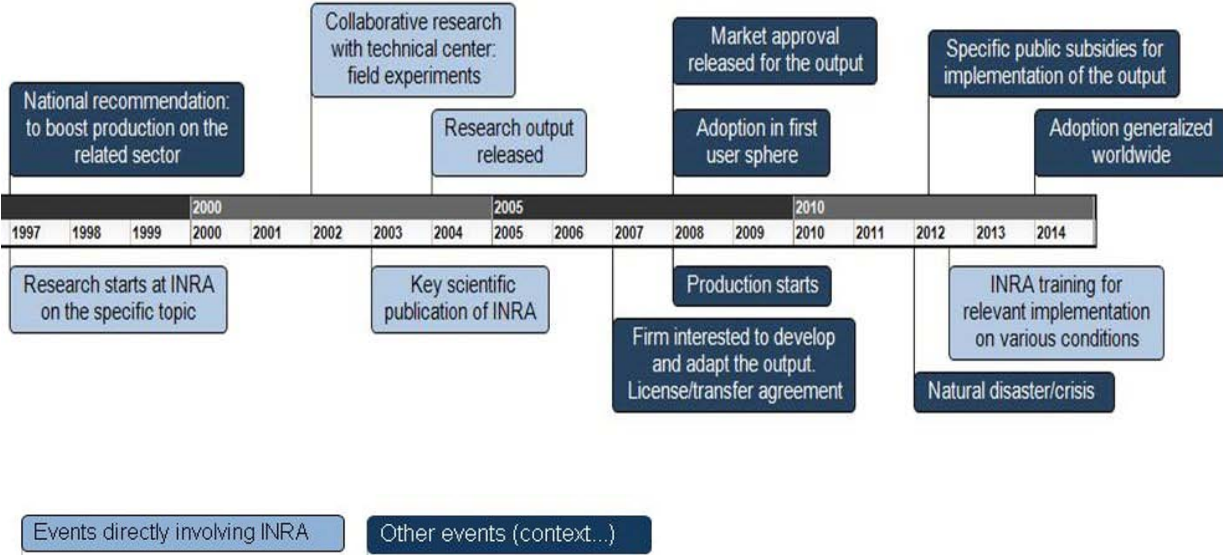 Collaborative research
with technical center:
field experiments
Market approval
released for the output
Specific public subsidies for
implementation of the output
National recommendation:
to boost production on the
related sector
Research output
released
Adoption in first
user sphere
Adoption generalized
worldwide
2000 2005 2010
1997 1998 1999 2000 2001 2002 2003 2004 2005 2006 2007 2008 2009 2010 2011 2012 2013 2014
Research starts at INRA
on the specific topic
Key scientific
publication of INRA
Production starts
INRA training for
relevant implementation
on various conditions
Firm interested to develop
and adapt the output.
License/transfer agreement
Natural disaster/crisis
Events directly involving INRA
Other events (context...)